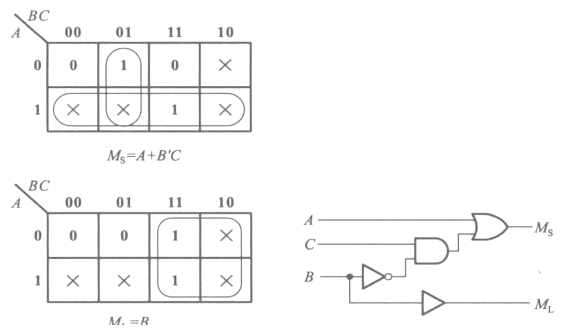 BC
A 00 01 11 10
0 0 1 0 ×
1 × × 1 ×
M_S=A+B'C
BC
A 00 01 11 10
0 0 0 1 ×
1 × × 1 ×
M_L=B
A
C
B
M_S
M_L